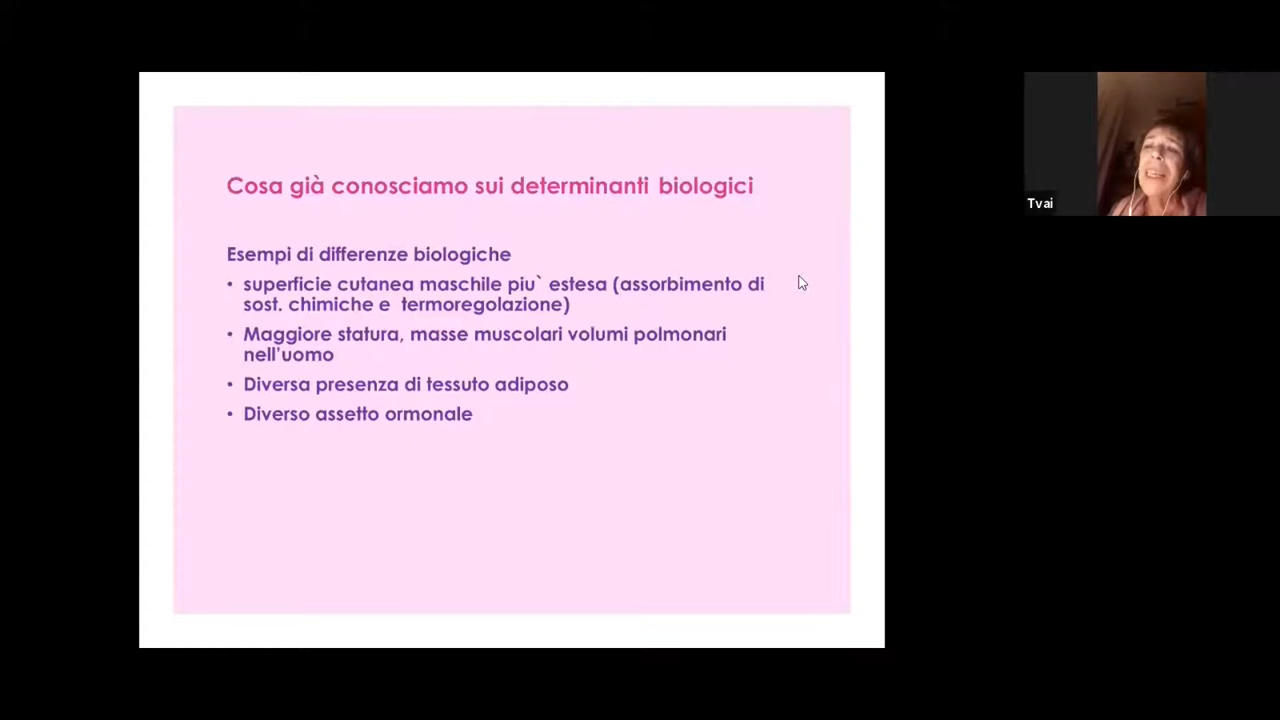 Cosa già conosciamo sui determinanti biologici
Esempi di differenze biologiche
• superficie cutanea maschile piu` estesa (assorbimento di
sost. chimiche e termoregolazione)
• Maggiore statura, masse muscolari volumi polmonari
nell'uomo
• Diversa presenza di tessuto adiposo
• Diverso assetto ormonale
Tvai